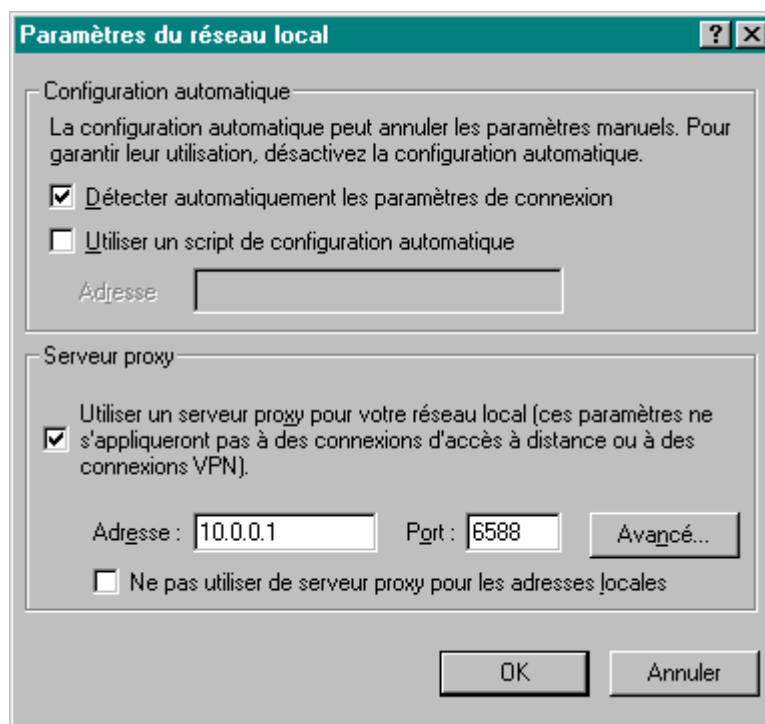 Paramètres du réseau local
Configuration automatique
La configuration automatique peut annuler les paramètres manuels. Pour
garantir leur utilisation, désactivez la configuration automatique.
Détecter automatiquement les paramètres de connexion
Utiliser un script de configuration automatique
Adresse
Serveur proxy
Utiliser un serveur proxy pour votre réseau local (ces paramètres ne
s'appliqueront pas à des connexions d'accès à distance ou à des
connexions VPN).
Adresse : 10.0.0.1 Port : 6588 Avancé...
Ne pas utiliser de serveur proxy pour les adresses locales
OK Annuler